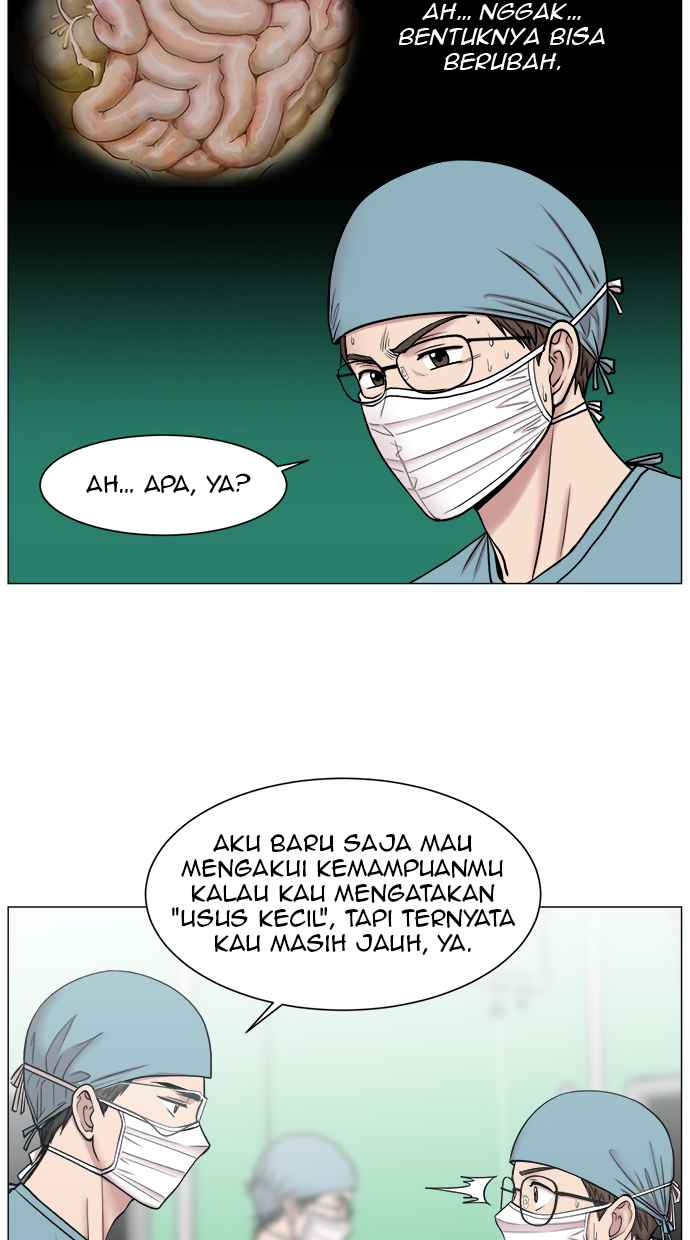 AH... NGGAK...
BENTUKNYA BISA
BERUBAH.
AH... APA, YA?
AKU BARU SAJA MAU
MENGAKUI KEMAMPUANMU
KALAU KAU MENGATAKAN
"USUS KECIL", TAPI TERNYATA
KAU MASIH JAUH, YA.